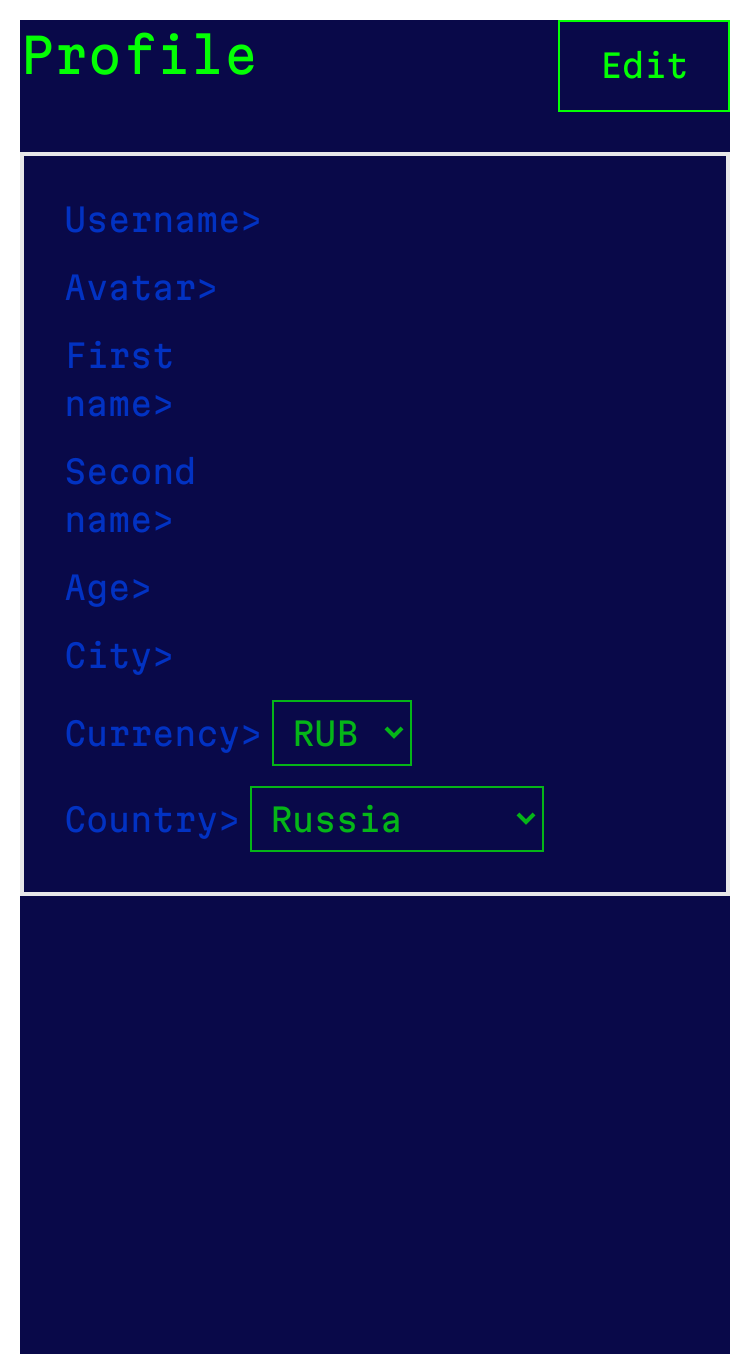 Profile
Edit
Username>
Avatar>
First
name>
Second
name>
Age>
City>
Currency> RUB
Country> Russia